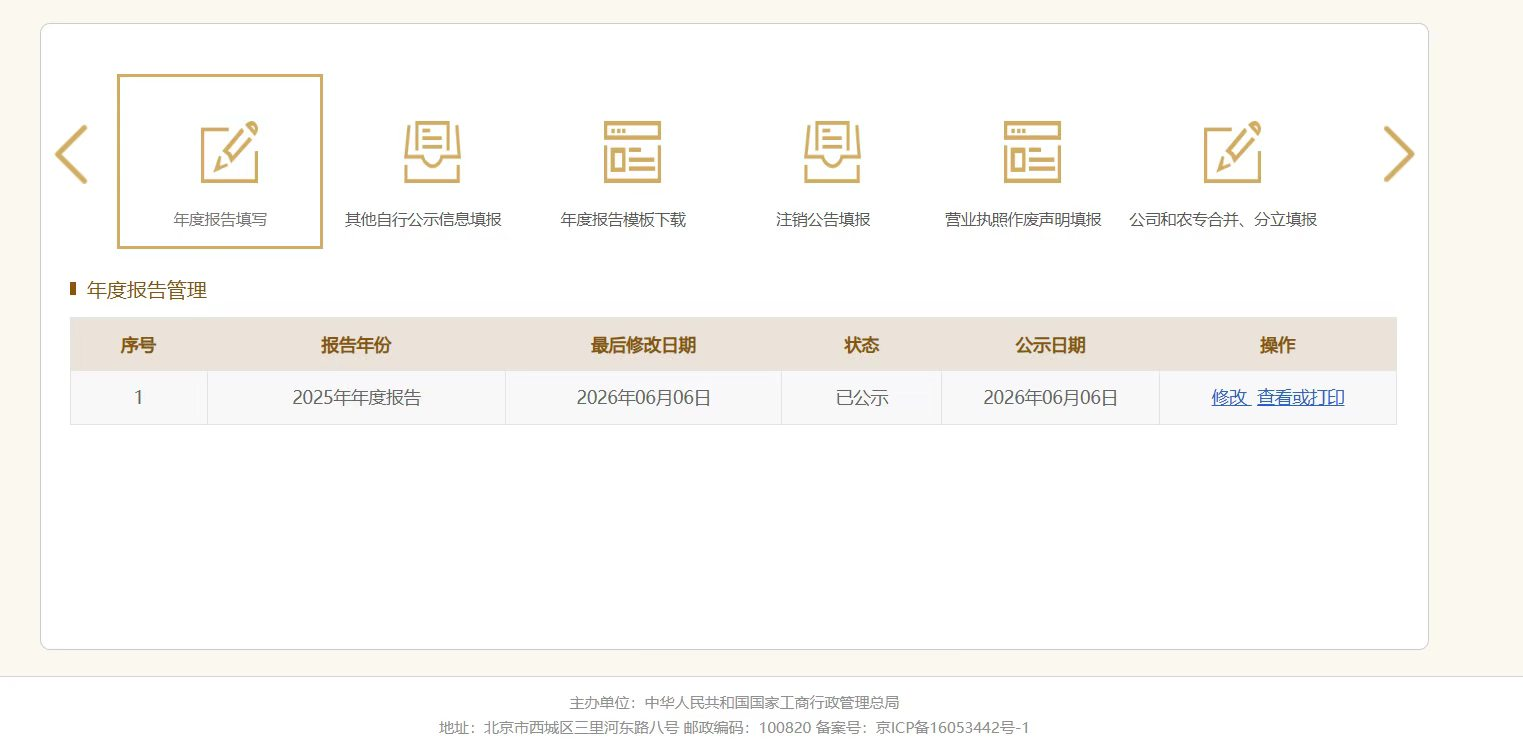 年度报告填写 其他自行公示信息填报 年度报告模板下载 注销公告填报 营业执照作废声明填报 公司和农专合并、分立填报
年度报告管理
序号 报告年份 最后修改日期 状态 公示日期 操作
1 2025年年度报告 2026年06月06日 已公示 2026年06月06日 修改 查看或打印
主办单位：中华人民共和国国家工商行政管理总局
地址：北京市西城区三里河东路八号 邮政编码：100820 备案号：京ICP备16053442号-1